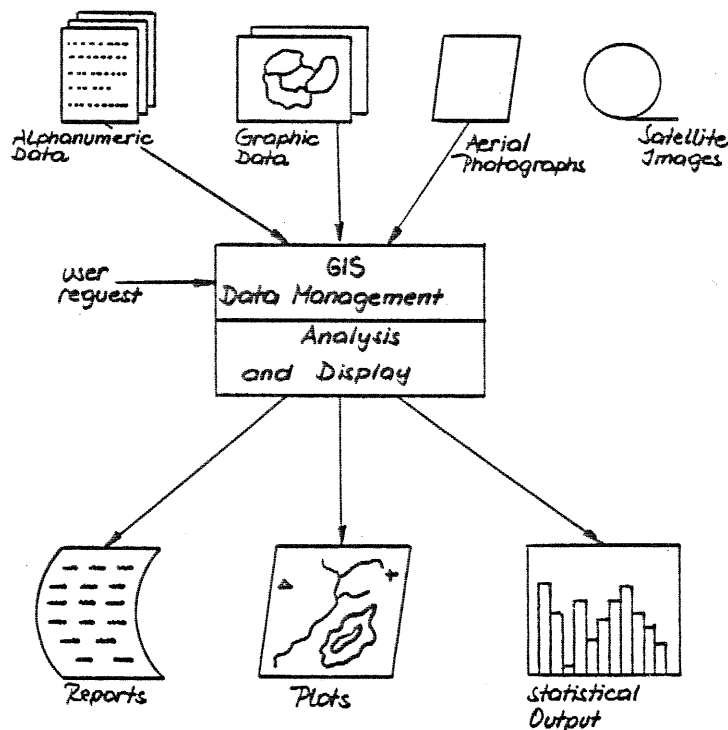 Alphanumeric
Data
Graphic
Data
Aerial
Photographs
Satellite
Images
user
request
GIS
Data Management
Analysis
and Display
Reports
Plots
Statistical
Output